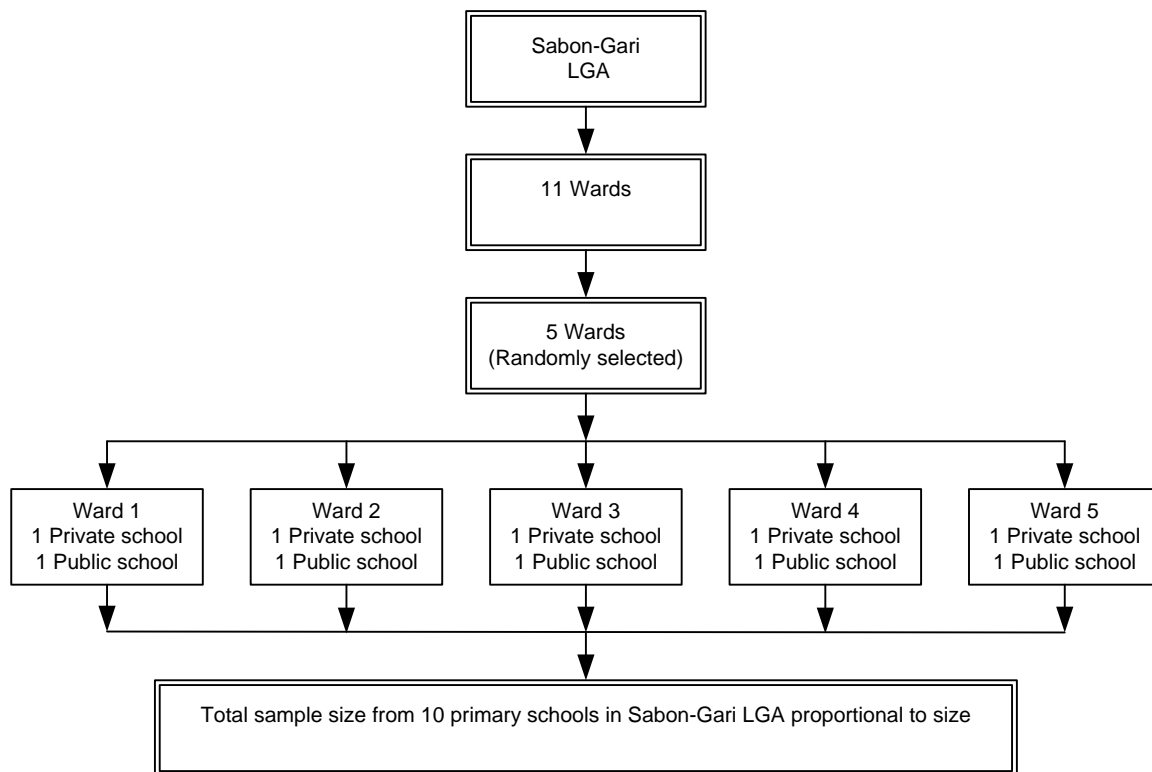 Sabon-Gari
LGA
11 Wards
5 Wards
(Randomly selected)
Ward 1
1 Private school
1 Public school
Ward 2
1 Private school
1 Public school
Ward 3
1 Private school
1 Public school
Ward 4
1 Private school
1 Public school
Ward 5
1 Private school
1 Public school
Total sample size from 10 primary schools in Sabon-Gari LGA proportional to size